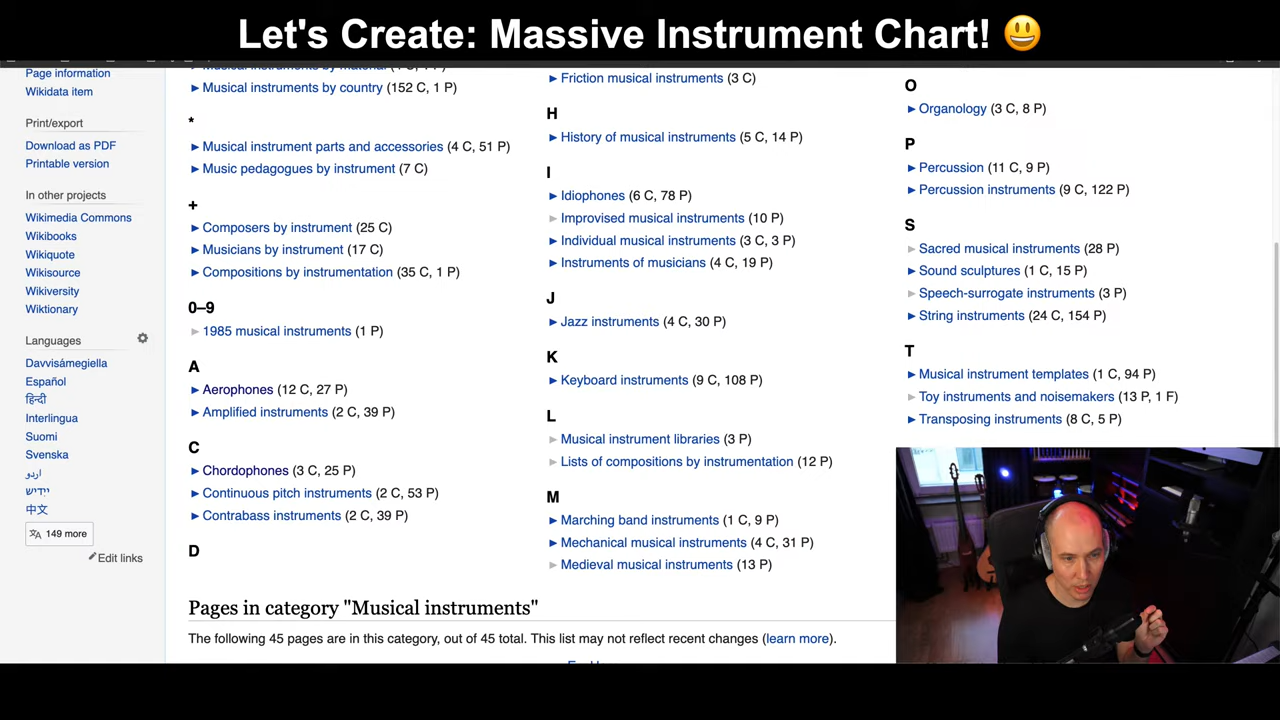 Let's Create: Massive Instrument Chart! 😃
Page information
Wikidata item
Print/export
Download as PDF
Printable version
In other projects
Wikimedia Commons
Wikibooks
Wikiquote
Wikisource
Wikiversity
Wiktionary
Languages
Davvisámegiella
Español
हिन्दी
Interlingua
Suomi
Svenska
اردو
ייִדיש
中文
149 more
Edit links
Musical instruments by country (152 C, 1 P)
*
Musical instrument parts and accessories (4 C, 51 P)
Music pedagogues by instrument (7 C)
+
Composers by instrument (25 C)
Musicians by instrument (17 C)
Compositions by instrumentation (35 C, 1 P)
0–9
1985 musical instruments (1 P)
A
Aerophones (12 C, 27 P)
Amplified instruments (2 C, 39 P)
C
Chordophones (3 C, 25 P)
Continuous pitch instruments (2 C, 53 P)
Contrabass instruments (2 C, 39 P)
D
Friction musical instruments (3 C)
H
History of musical instruments (5 C, 14 P)
I
Idiophones (6 C, 78 P)
Improvised musical instruments (10 P)
Individual musical instruments (3 C, 3 P)
Instruments of musicians (4 C, 19 P)
J
Jazz instruments (4 C, 30 P)
K
Keyboard instruments (9 C, 108 P)
L
Musical instrument libraries (3 P)
Lists of compositions by instrumentation (12 P)
M
Marching band instruments (1 C, 9 P)
Mechanical musical instruments (4 C, 31 P)
Medieval musical instruments (13 P)
O
Organology (3 C, 8 P)
P
Percussion (11 C, 9 P)
Percussion instruments (9 C, 122 P)
S
Sacred musical instruments (28 P)
Sound sculptures (1 C, 15 P)
Speech-surrogate instruments (3 P)
String instruments (24 C, 154 P)
T
Musical instrument templates (1 C, 94 P)
Toy instruments and noisemakers (13 P, 1 F)
Transposing instruments (8 C, 5 P)
Pages in category "Musical instruments"
The following 45 pages are in this category, out of 45 total. This list may not reflect recent changes (learn more).